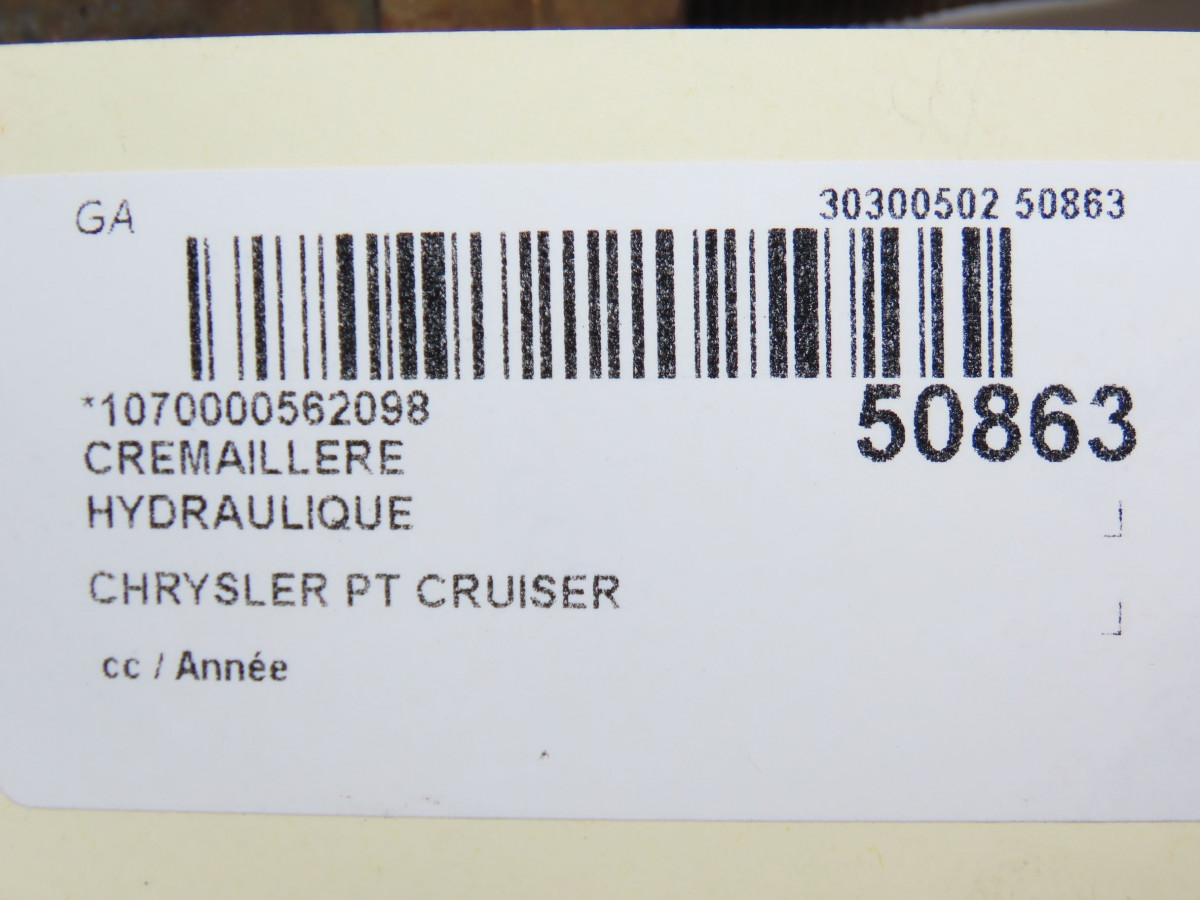 GA
30300502 50863
*1070000562098
50863
CREMAILLERE
HYDRAULIQUE
CHRYSLER PT CRUISER
cc / Année